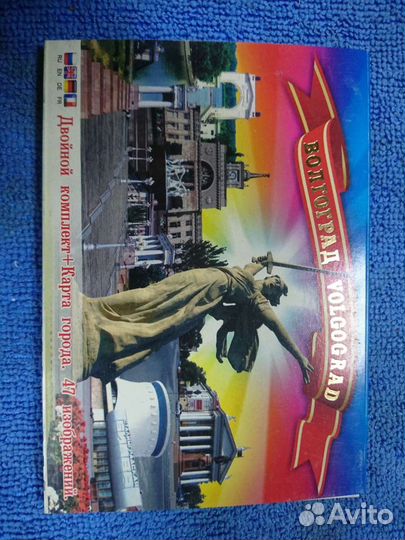 ВОЛГОГРАД VOLGOGRAD
RU EN DE FR
Двойной комплект+Карта города. 47 изображений
Avito